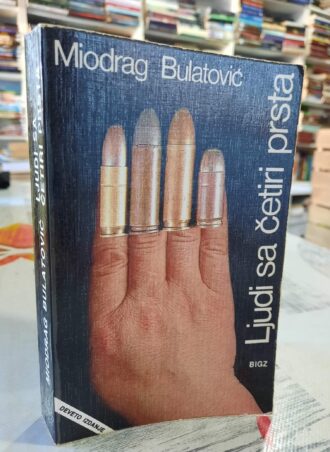 Miodrag Bulatović
Ljudi sa četiri prsta
BIGZ
DEVETO IZDANJE
MIODRAG BULATOVIĆ
LJUDI SA ČETIRI PRSTA